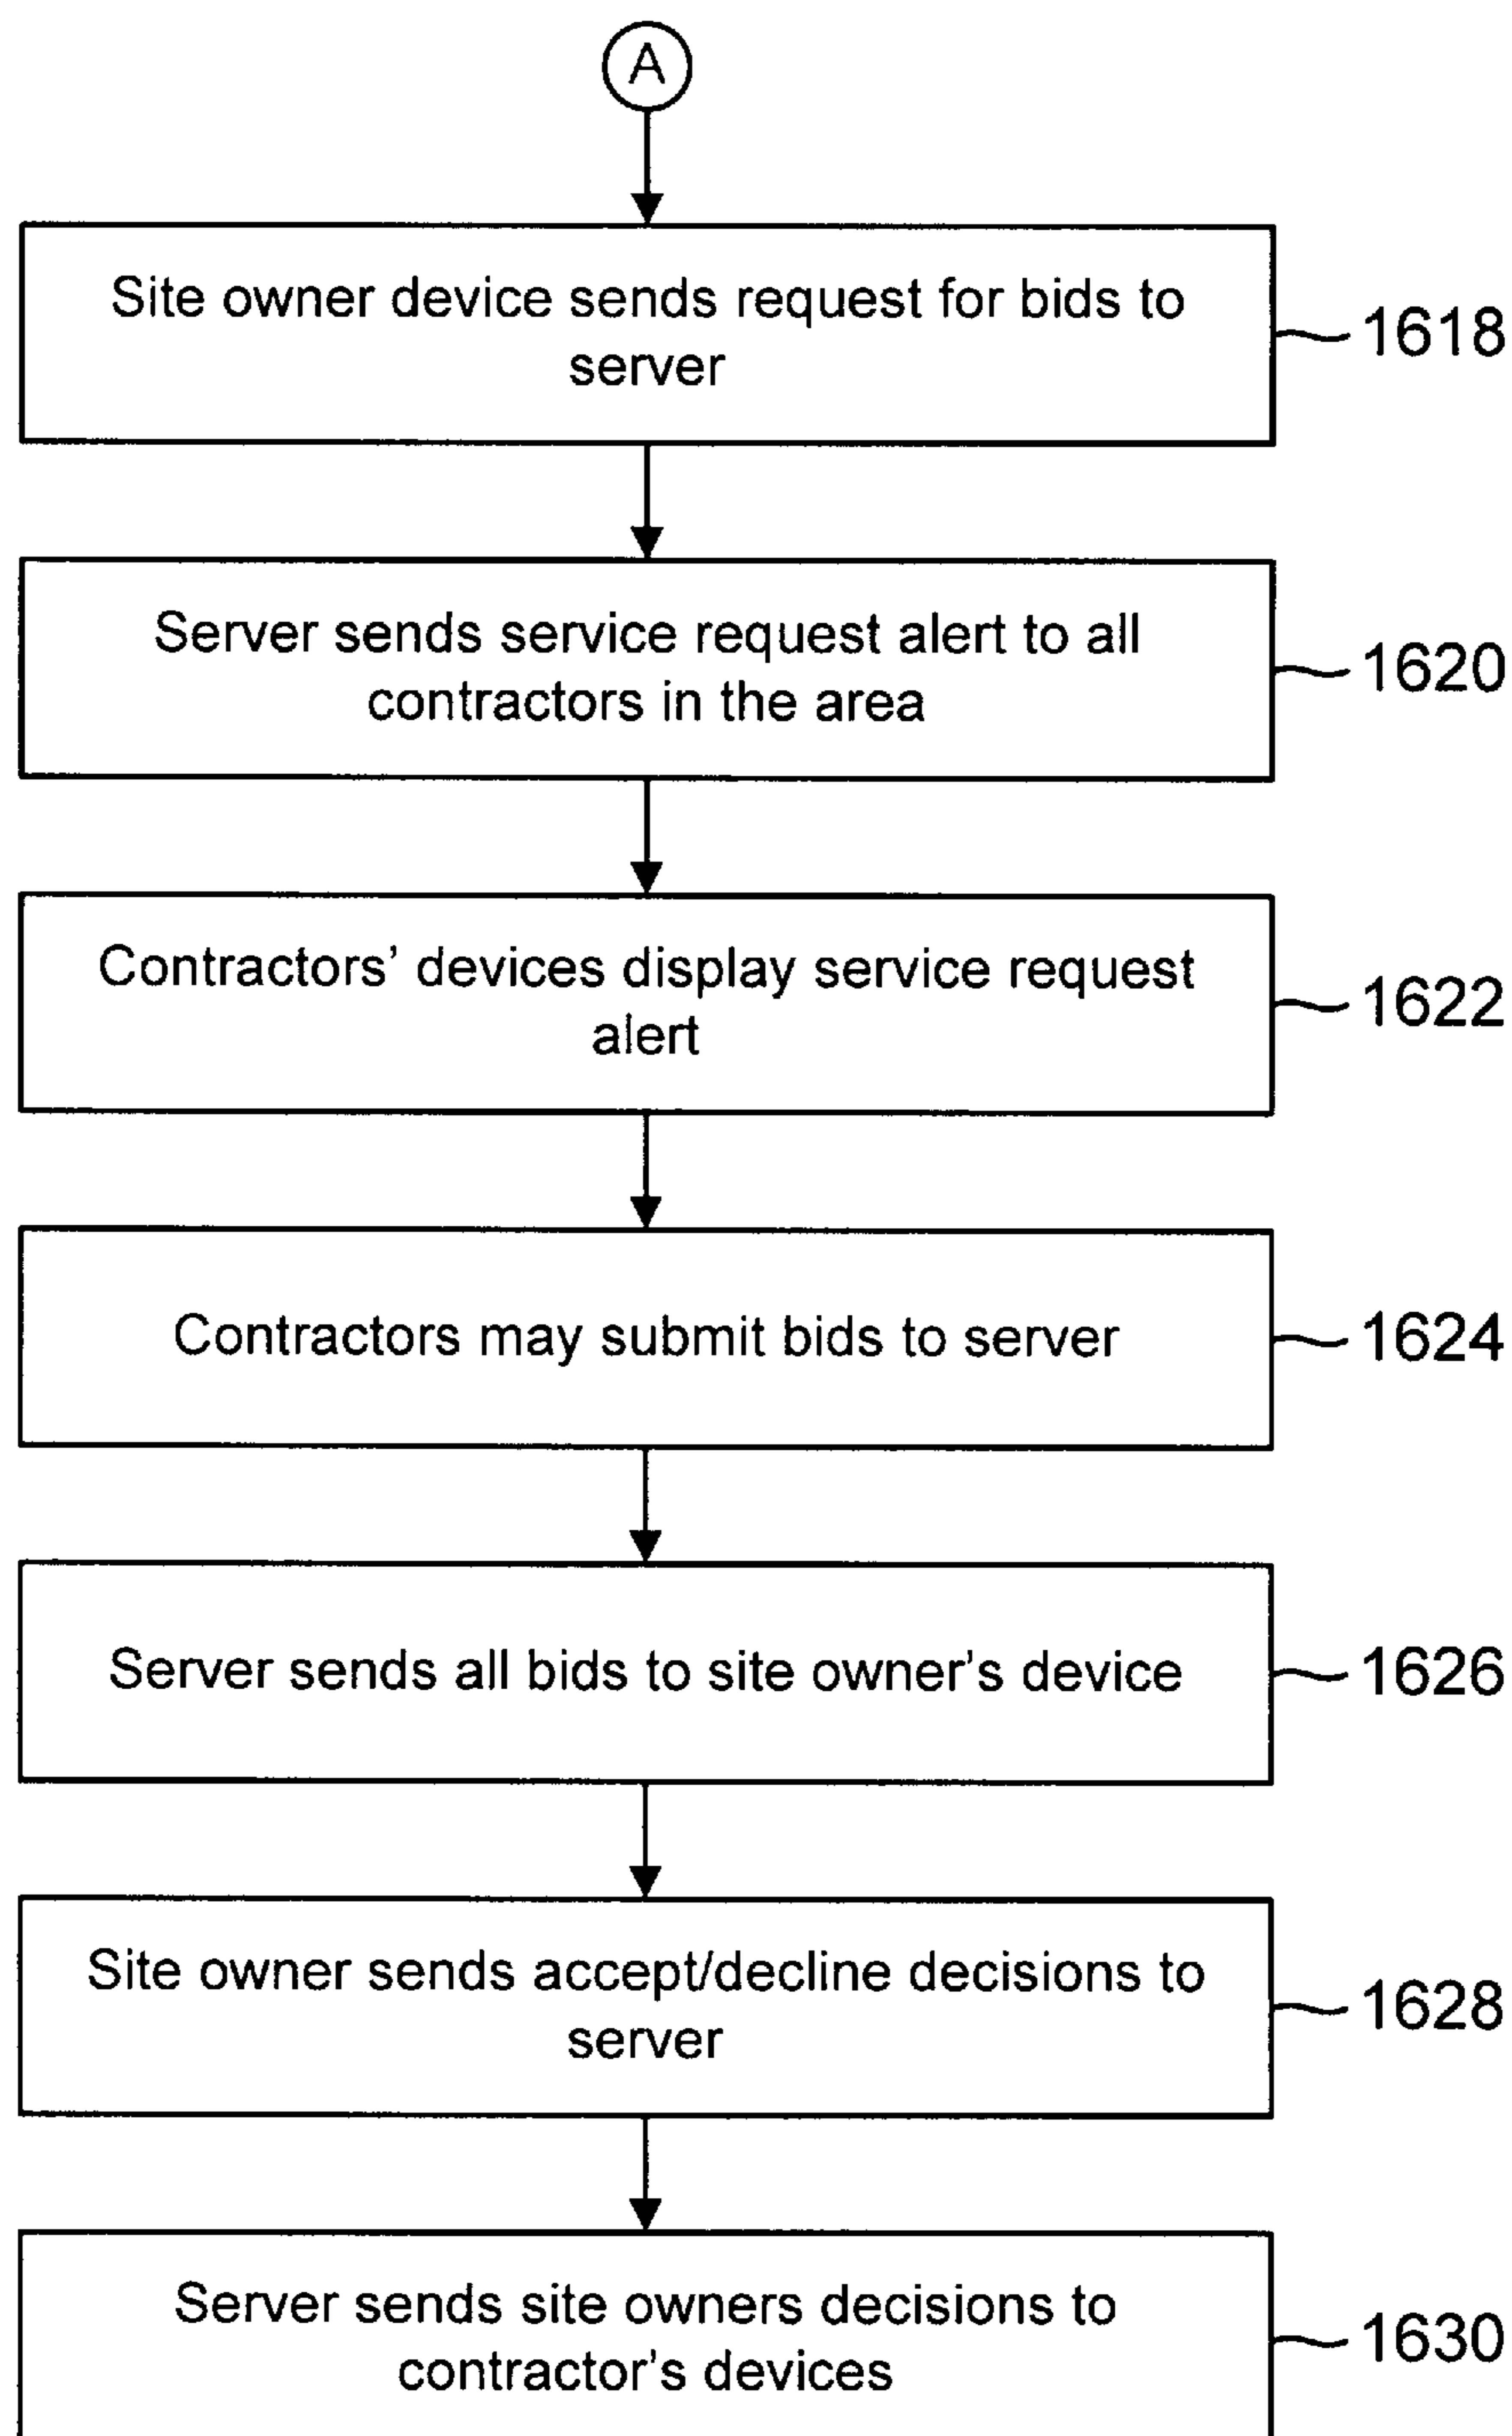 A
Site owner device sends request for bids to
server
1618
Server sends service request alert to all
contractors in the area
1620
Contractors’ devices display service request
alert
1622
Contractors may submit bids to server
1624
Server sends all bids to site owner’s device
1626
Site owner sends accept/decline decisions to
server
1628
Server sends site owners decisions to
contractor’s devices
1630